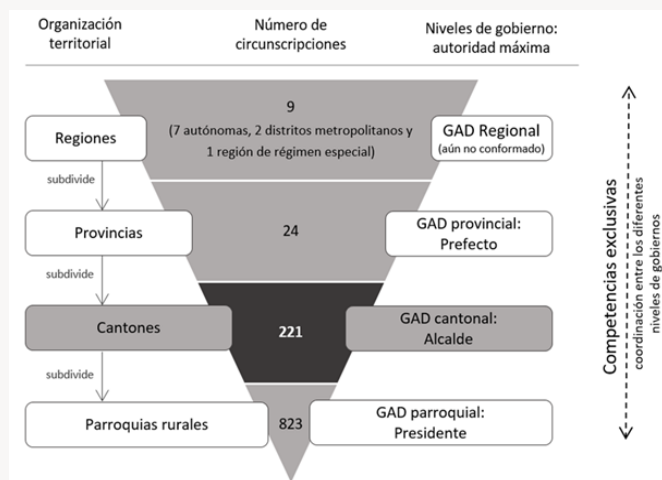 Organización
territorial
Número de
circunscripciones
Niveles de gobierno:
autoridad máxima
9
(7 autónomas, 2 distritos metropolitanos y
1 región de régimen especial)
Regiones
GAD Regional
(aún no conformado)
subdivide
Provincias
24
GAD provincial:
Prefecto
subdivide
Cantones
221
GAD cantonal:
Alcalde
subdivide
Parroquias rurales
823
GAD parroquial:
Presidente
Competencias exclusivas
coordinación entre los diferentes
niveles de gobiernos